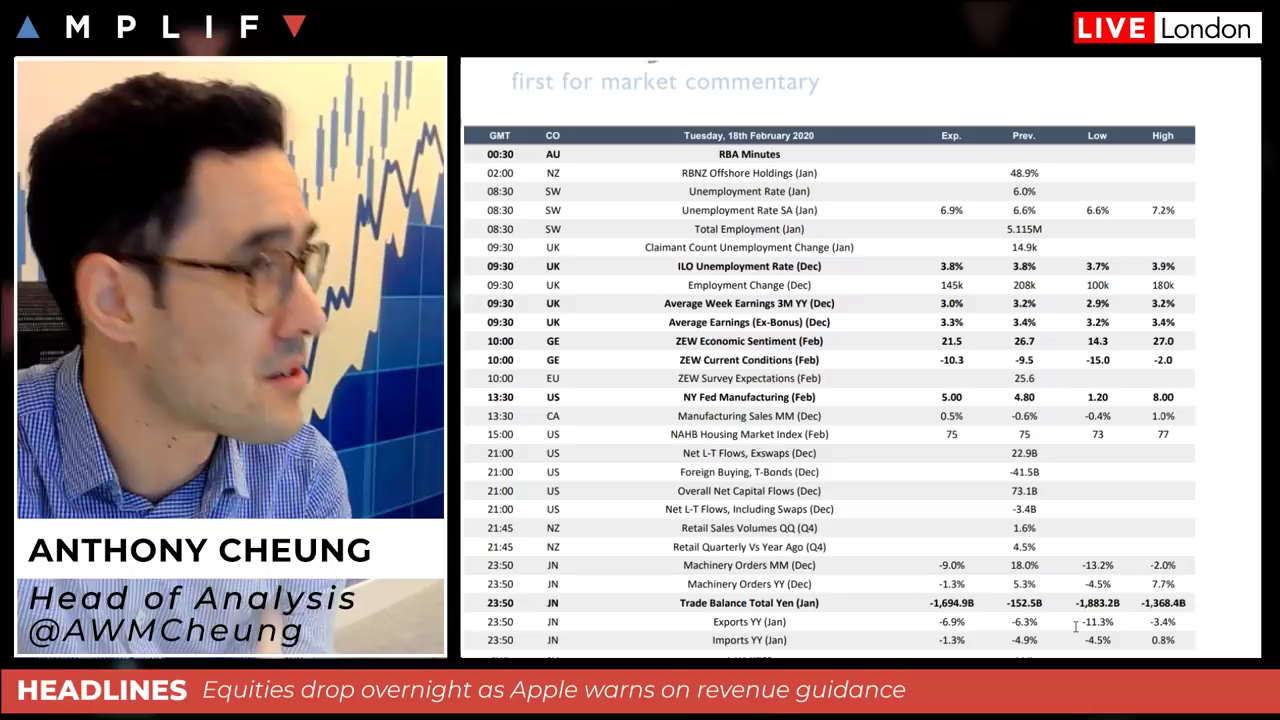 AMPLIFY
LIVE London
first for market commentary
GMT CO Tuesday, 18th February 2020 Exp. Prev. Low High
00:30 AU RBA Minutes
02:00 NZ RBNZ Offshore Holdings (Jan) 48.9%
08:30 SW Unemployment Rate (Jan) 6.0%
08:30 SW Unemployment Rate SA (Jan) 6.9% 6.6% 6.6% 7.2%
08:30 SW Total Employment (Jan) 5.115M
09:30 UK Claimant Count Unemployment Change (Jan) 14.9k
09:30 UK ILO Unemployment Rate (Dec) 3.8% 3.8% 3.7% 3.9%
09:30 UK Employment Change (Dec) 145k 208k 100k 180k
09:30 UK Average Week Earnings 3M YY (Dec) 3.0% 3.2% 2.9% 3.2%
09:30 UK Average Earnings (Ex-Bonus) (Dec) 3.3% 3.4% 3.2% 3.4%
10:00 GE ZEW Economic Sentiment (Feb) 21.5 26.7 14.3 27.0
10:00 GE ZEW Current Conditions (Feb) -10.3 -9.5 -15.0 -2.0
10:00 EU ZEW Survey Expectations (Feb) 25.6
13:30 US NY Fed Manufacturing (Feb) 5.00 4.80 1.20 8.00
13:30 CA Manufacturing Sales MM (Dec) 0.5% -0.6% -0.4% 1.0%
15:00 US NAHB Housing Market Index (Feb) 75 75 73 77
21:00 US Net L-T Flows, Exswaps (Dec) 22.9B
21:00 US Foreign Buying, T-Bonds (Dec) -41.5B
21:00 US Overall Net Capital Flows (Dec) 73.1B
21:00 US Net L-T Flows, Including Swaps (Dec) -3.4B
21:45 NZ Retail Sales Volumes QQ (Q4) 1.6%
21:45 NZ Retail Quarterly Vs Year Ago (Q4) 4.5%
23:50 JN Machinery Orders MM (Dec) -9.0% 18.0% -13.2% -2.0%
23:50 JN Machinery Orders YY (Dec) -1.3% 5.3% -4.5% 7.7%
23:50 JN Trade Balance Total Yen (Jan) -1,694.9B -152.5B -1,883.2B -1,368.4B
23:50 JN Exports YY (Jan) -6.9% -6.3% -11.3% -3.4%
23:50 JN Imports YY (Jan) -1.3% -4.9% -4.5% 0.8%
ANTHONY CHEUNG
Head of Analysis
@AWMCheung
HEADLINES Equities drop overnight as Apple warns on revenue guidance